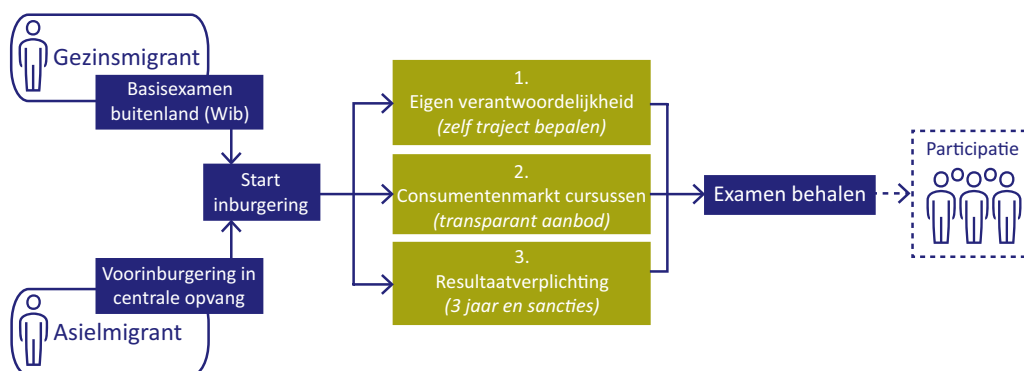 Gezinsmigrant
Basisexamen
buitenland (Wib)
Start
inburgering
Voorinburgering in
centrale opvang
Asielmigrant
1.
Eigen verantwoordelijkheid
(zelf traject bepalen)
2.
Consumentenmarkt cursussen
(transparant aanbod)
3.
Resultaatverplichting
(3 jaar en sancties)
Examen behalen
Participatie